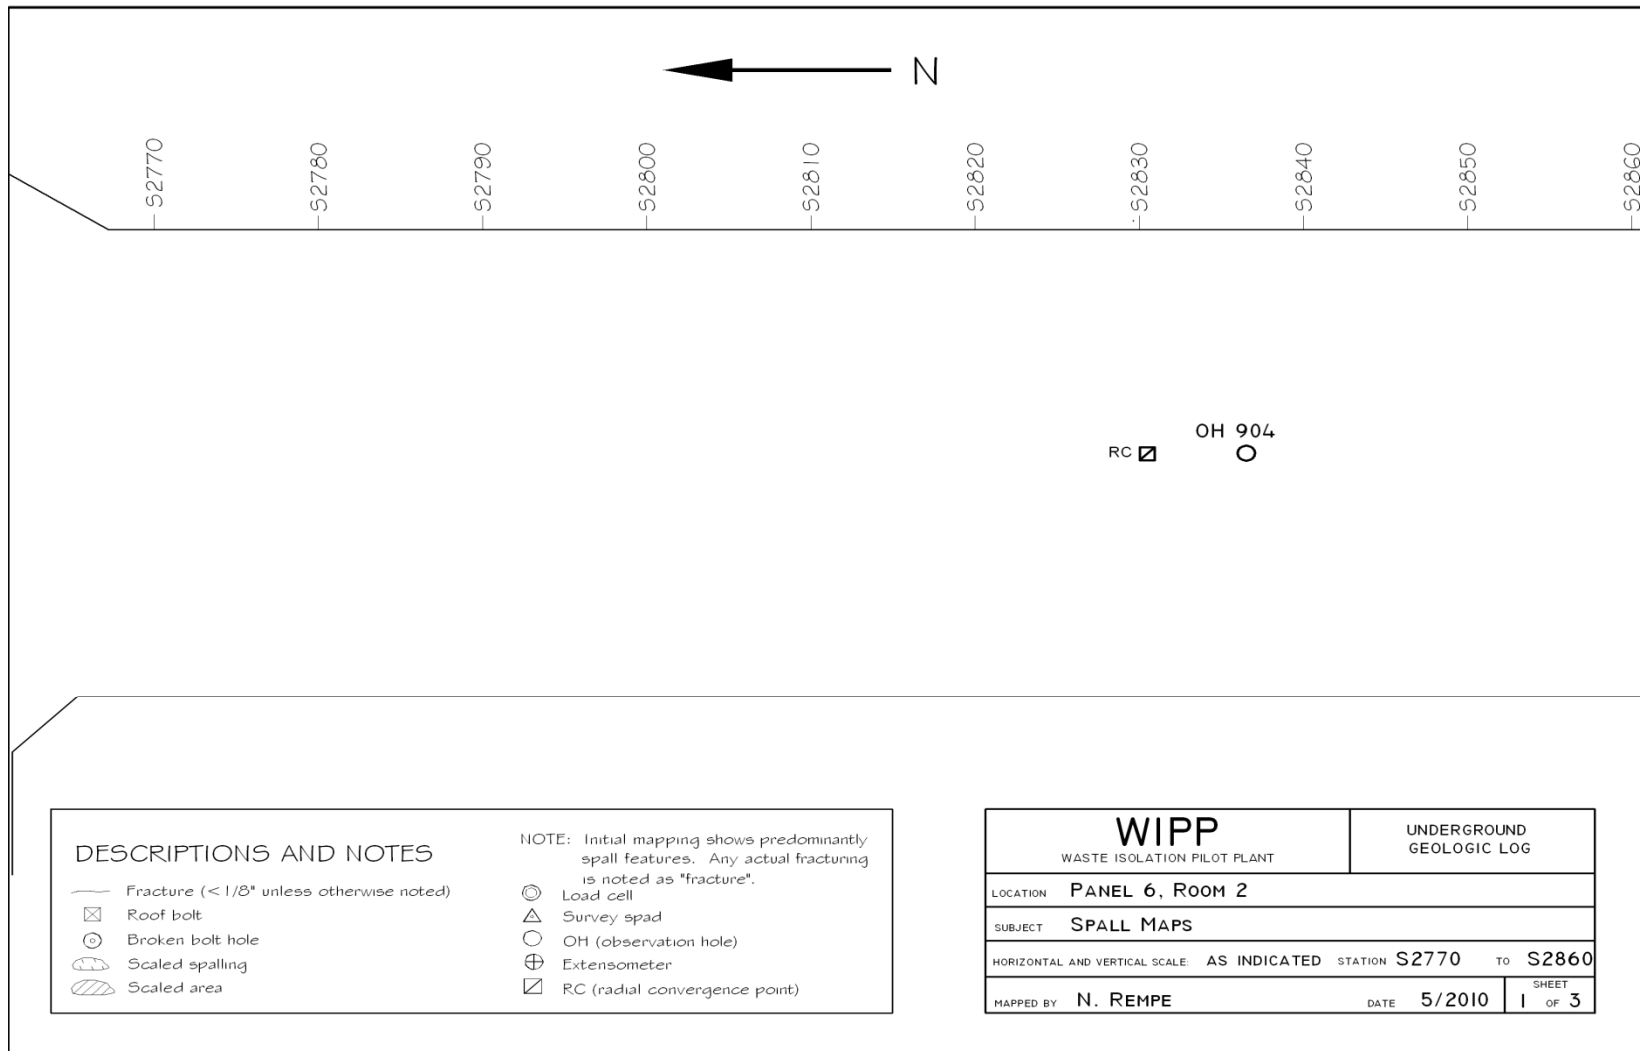 N
S2770
S2780
S2790
S2800
S2810
S2820
S2830
S2840
S2850
S2860
OH 904
RC
DESCRIPTIONS AND NOTES
Fracture (< 1/8" unless otherwise noted)
Roof bolt
Broken bolt hole
Scaled spalling
Scaled area
NOTE: Initial mapping shows predominantly
spall features. Any actual fracturing
is noted as "fracture".
Load cell
Survey spad
OH (observation hole)
Extensometer
RC (radial convergence point)
WIPP
WASTE ISOLATION PILOT PLANT
UNDERGROUND
GEOLOGIC LOG
LOCATION PANEL 6, ROOM 2
SUBJECT SPALL MAPS
HORIZONTAL AND VERTICAL SCALE: AS INDICATED STATION S2770 TO S2860
MAPPED BY N. REMPE DATE 5/2010
SHEET
1 OF 3